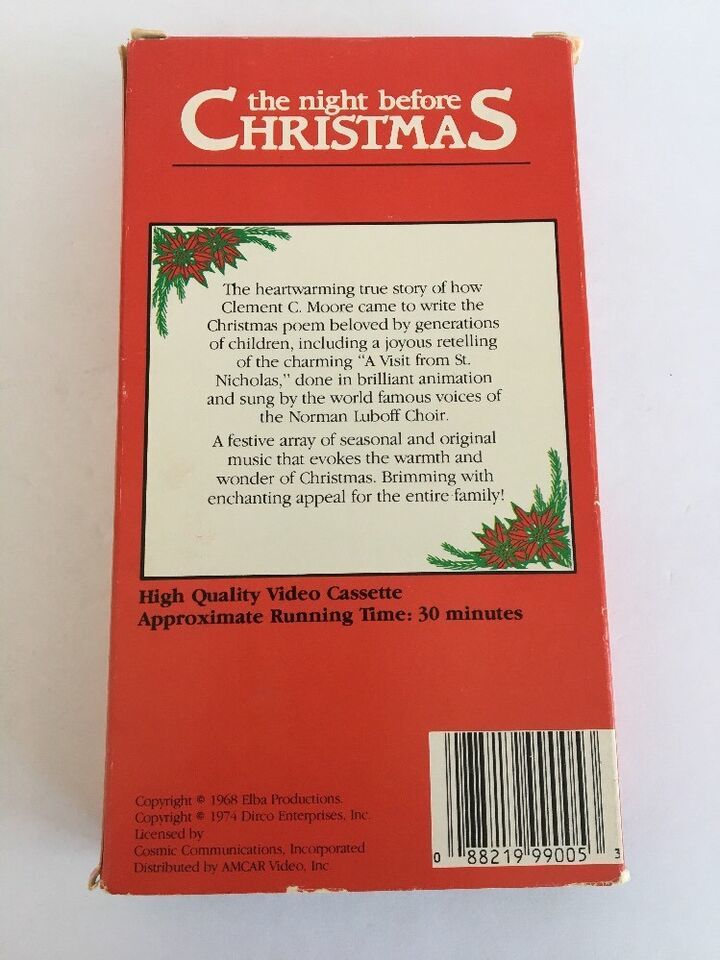 the night before
CHRISTMAS
The heartwarming true story of how
Clement C. Moore came to write the
Christmas poem beloved by generations
of children, including a joyous retelling
of the charming "A Visit from St.
Nicholas," done in brilliant animation
and sung by the world famous voices of
the Norman Luboff Choir.
A festive array of seasonal and original
music that evokes the warmth and
wonder of Christmas. Brimming with
enchanting appeal for the entire family!
High Quality Video Cassette
Approximate Running Time: 30 minutes
Copyright © 1968 Elba Productions.
Copyright © 1974 Dirco Enterprises, Inc.
Licensed by
Cosmic Communications, Incorporated
Distributed by AMCAR Video, Inc.
0 88219 99005 3